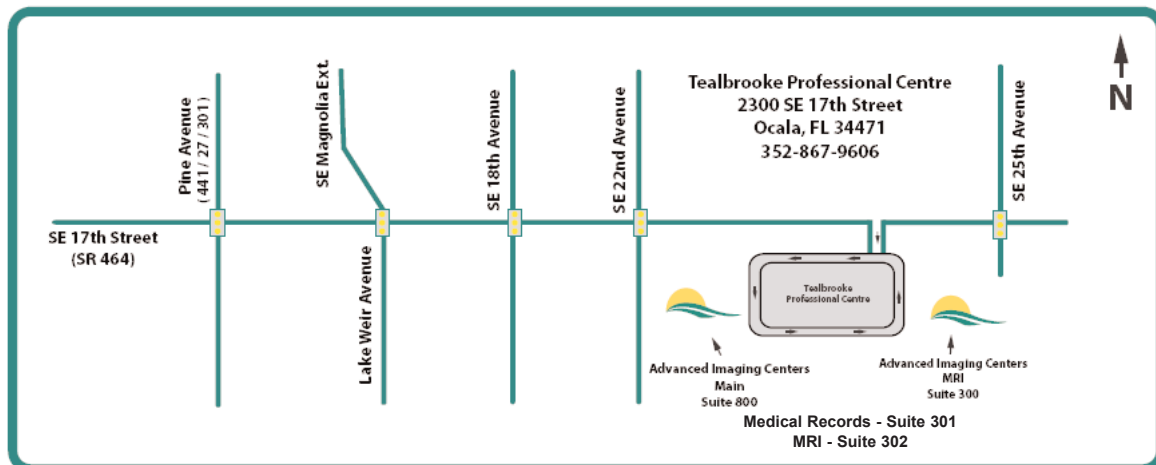 Pine Avenue
(441 / 27 / 301)
SE Magnolia Ext.
SE 18th Avenue
SE 22nd Avenue
Tealbrooke Professional Centre
2300 SE 17th Street
Ocala, FL 34471
352-867-9606
SE 25th Avenue
N
SE 17th Street
(SR 464)
Lake Weir Avenue
Tealbrooke
Professional Centre
Advanced Imaging Centers
Main
Suite 800
Advanced Imaging Centers
MRI
Suite 300
Medical Records - Suite 301
MRI - Suite 302